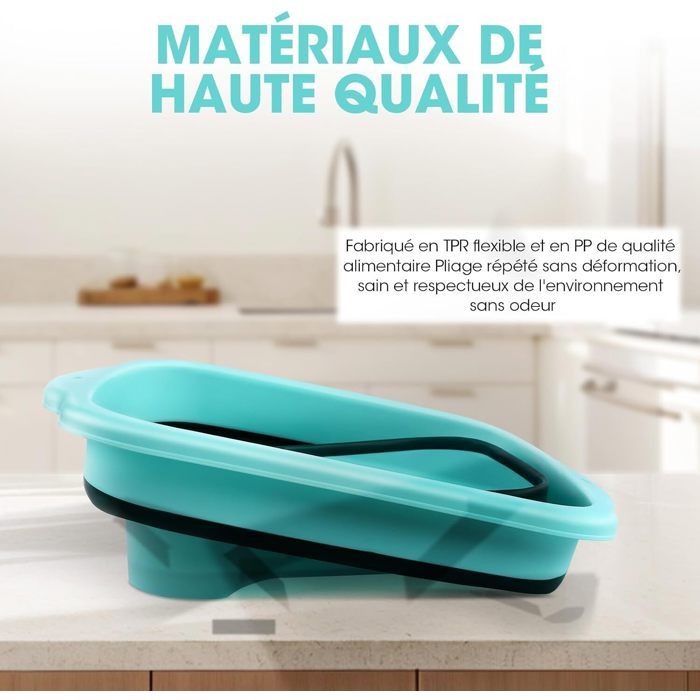 MATÉRIAUX DE
HAUTE QUALITÉ
Fabriqué en TPR flexible et en PP de qualité
alimentaire Pliage répété sans déformation,
sain et respectueux de l'environnement
sans odeur